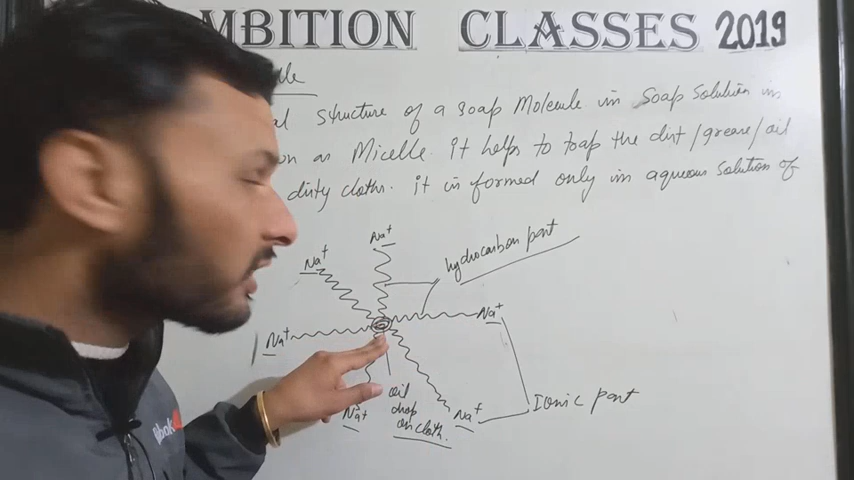 MBITION CLASSES 2019
al structure of a soap Molecule in Soap Solution is
on as Micelle. it helps to trap the dirt/grease/oil
dirty cloths. it is formed only in aqueous solution of
Na+
Na+
hydrocarbon part
Na+
Na+
oil
drop
on cloth.
Na+
Na+
Ionic part